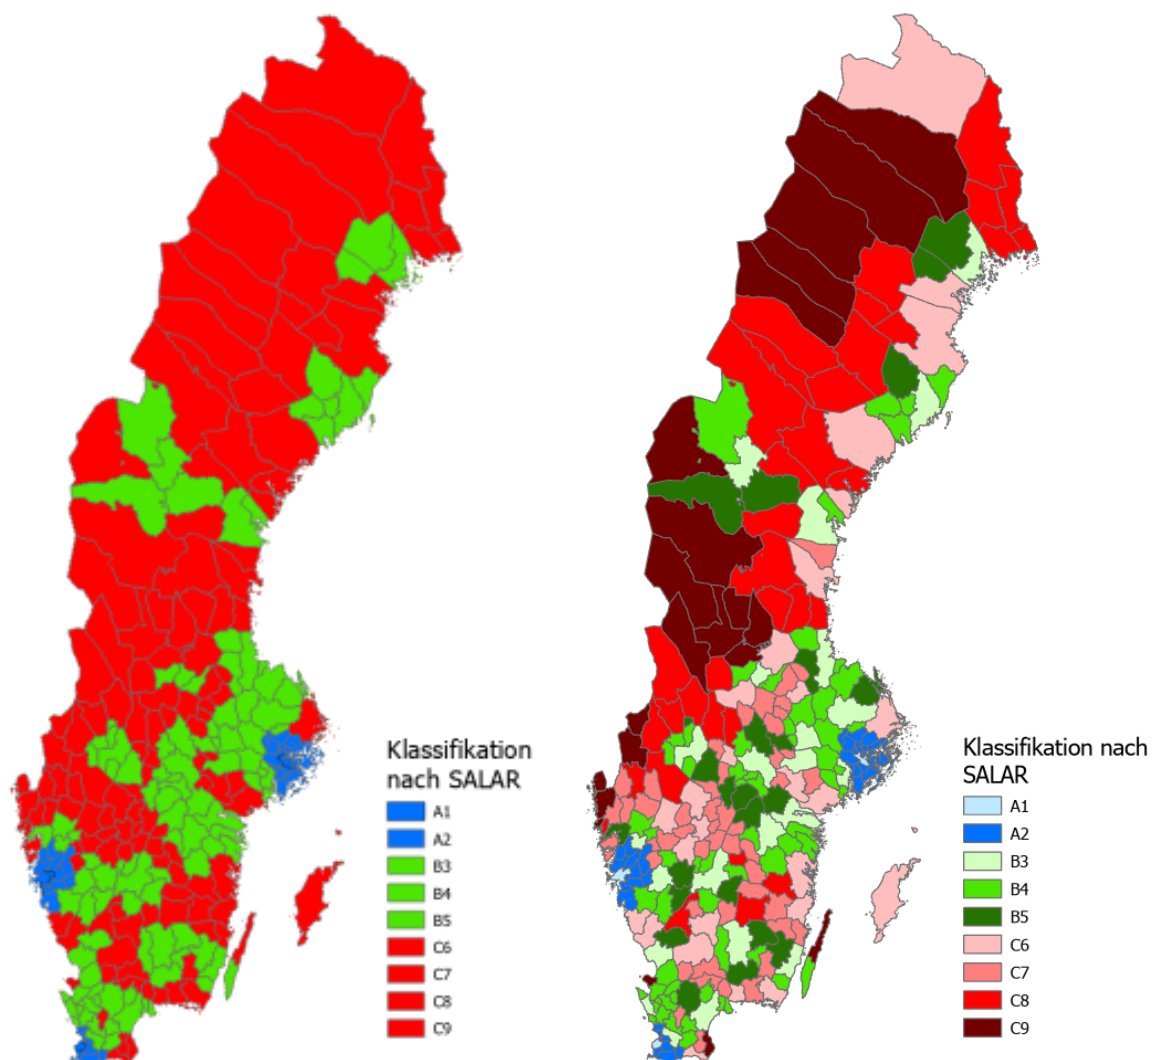 Klassifikation
nach SALAR
A1
A2
B3
B4
B5
C6
C7
C8
C9
Klassifikation nach
SALAR
A1
A2
B3
B4
B5
C6
C7
C8
C9